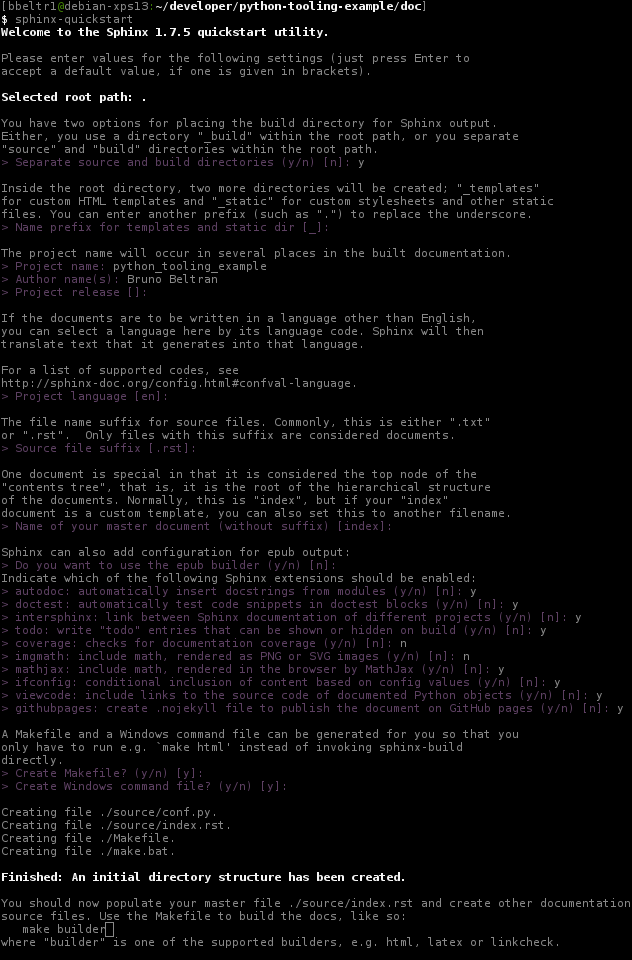 [bbeltr1@debian-xps13:~/developer/python-tooling-example/doc]
$ sphinx-quickstart
Welcome to the Sphinx 1.7.5 quickstart utility.
Please enter values for the following settings (just press Enter to
accept a default value, if one is given in brackets).
Selected root path: .
You have two options for placing the build directory for Sphinx output.
Either, you use a directory "_build" within the root path, or you separate
"source" and "build" directories within the root path.
> Separate source and build directories (y/n) [n]: y
Inside the root directory, two more directories will be created; "_templates"
for custom HTML templates and "_static" for custom stylesheets and other static
files. You can enter another prefix (such as ".") to replace the underscore.
> Name prefix for templates and static dir [_]:
The project name will occur in several places in the built documentation.
> Project name: python_tooling_example
> Author name(s): Bruno Beltran
> Project release []:
If the documents are to be written in a language other than English,
you can select a language here by its language code. Sphinx will then
translate text that it generates into that language.
For a list of supported codes, see
http://sphinx-doc.org/config.html#confval-language.
> Project language [en]:
The file name suffix for source files. Commonly, this is either ".txt"
or ".rst".  Only files with this suffix are considered documents.
> Source file suffix [.rst]:
One document is special in that it is considered the top node of the
"contents tree", that is, it is the root of the hierarchical structure
of the documents. Normally, this is "index", but if your "index"
document is a custom template, you can also set this to another filename.
> Name of your master document (without suffix) [index]:
Sphinx can also add configuration for epub output:
> Do you want to use the epub builder (y/n) [n]:
Indicate which of the following Sphinx extensions should be enabled:
> autodoc: automatically insert docstrings from modules (y/n) [n]: y
> doctest: automatically test code snippets in doctest blocks (y/n) [n]: y
> intersphinx: link between Sphinx documentation of different projects (y/n) [n]: y
> todo: write "todo" entries that can be shown or hidden on build (y/n) [n]: y
> coverage: checks for documentation coverage (y/n) [n]: n
> imgmath: include math, rendered as PNG or SVG images (y/n) [n]: n
> mathjax: include math, rendered in the browser by MathJax (y/n) [n]: y
> ifconfig: conditional inclusion of content based on config values (y/n) [n]: y
> viewcode: include links to the source code of documented Python objects (y/n) [n]: y
> githubpages: create .nojekyll file to publish the document on GitHub pages (y/n) [n]: y
A Makefile and a Windows command file can be generated for you so that you
only have to run e.g. `make html' instead of invoking sphinx-build
directly.
> Create Makefile? (y/n) [y]:
> Create Windows command file? (y/n) [y]:
Creating file ./source/conf.py.
Creating file ./source/index.rst.
Creating file ./Makefile.
Creating file ./make.bat.
Finished: An initial directory structure has been created.
You should now populate your master file ./source/index.rst and create other documentation
source files. Use the Makefile to build the docs, like so:
   make builder
where "builder" is one of the supported builders, e.g. html, latex or linkcheck.